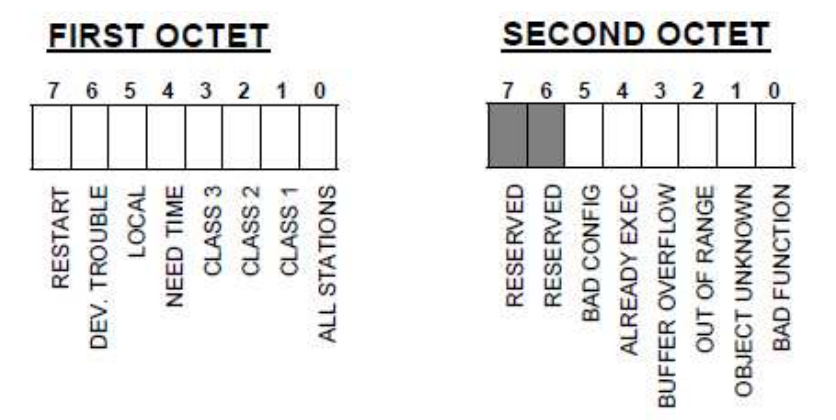 FIRST OCTET
7 6 5 4 3 2 1 0
RESTART
DEV. TROUBLE
LOCAL
NEED TIME
CLASS 3
CLASS 2
CLASS 1
ALL STATIONS
SECOND OCTET
7 6 5 4 3 2 1 0
RESERVED
RESERVED
BAD CONFIG
ALREADY EXEC
BUFFER OVERFLOW
OUT OF RANGE
OBJECT UNKNOWN
BAD FUNCTION